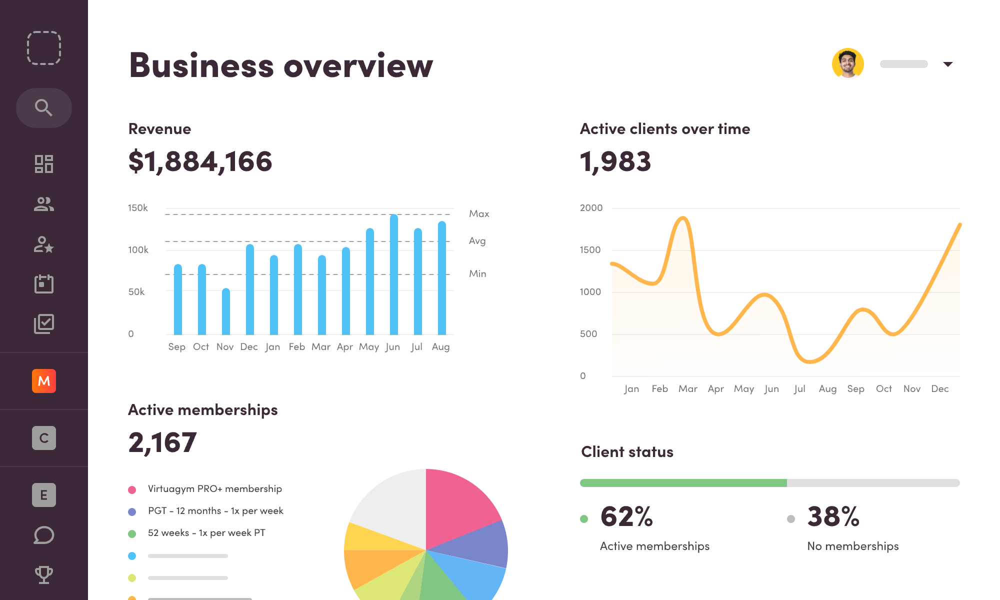 Business overview
Revenue
$1,884,166
150k
100k
50k
0
Max
Avg
Min
Sep Oct Nov Dec Jan Feb Mar Apr May Jun Jul Aug
Active clients over time
1,983
2000
1500
1000
500
0
Jan Feb Mar Apr May Jun Jul Aug Sep Oct Nov Dec
M
C
E
Active memberships
2,167
Virtuagym PRO+ membership
PGT - 12 months - 1x per week
52 weeks - 1x per week PT
Client status
62%
Active memberships
38%
No memberships